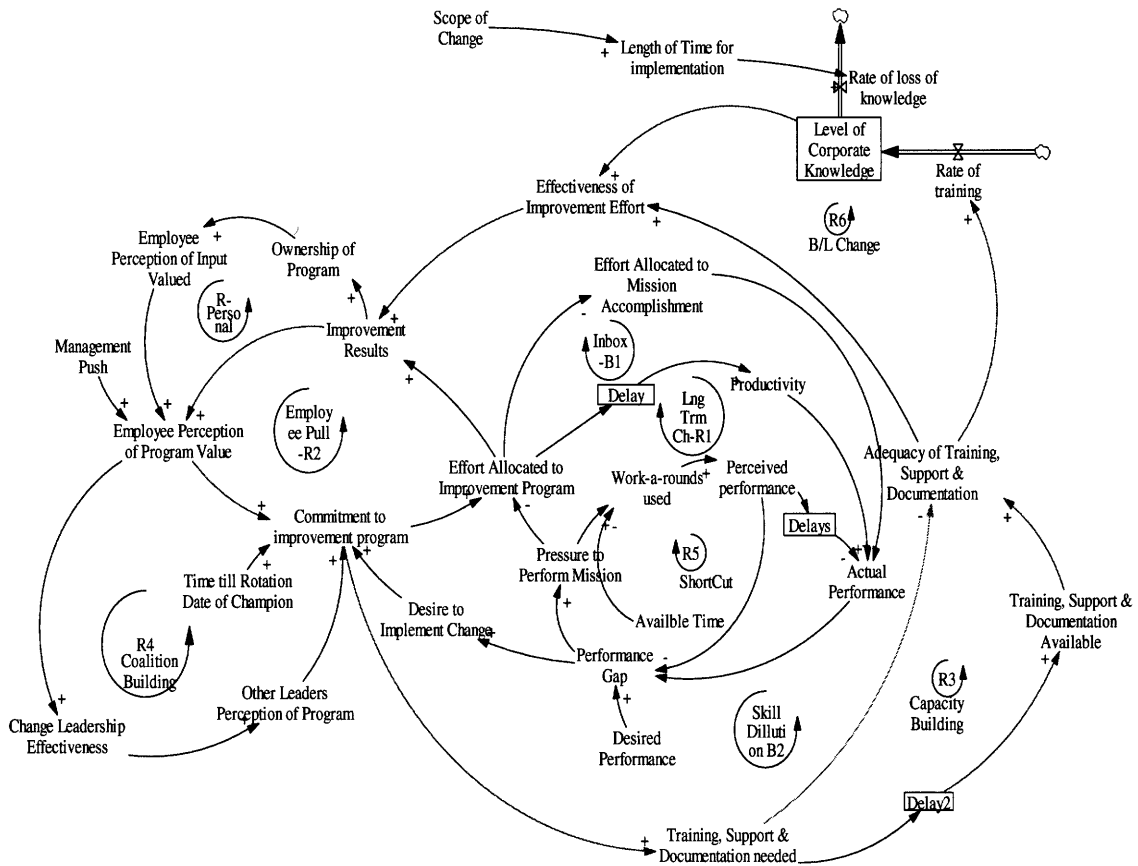 Scope of
Change
Length of Time for
implementation
Rate of loss of
knowledge
Level of
Corporate
Knowledge
Rate of
training
R6
B/L Change
Effectiveness of
Improvement Effort
Employee
Perception of Input
Valued
Ownership of
Program
R-
Perso
nal
Effort Allocated to
Mission
Accomplishment
Improvement
Results
Inbox
-B1
Management
Push
Delay
Productivity
Lng
Trm
Ch-R1
Employ
ee Pull
-R2
Employee Perception
of Program Value
Effort Allocated to
Improvement Program
Work-a-rounds
used
Perceived
performance
Adequacy of Training,
Support &
Documentation
Commitment to
improvement program
Delays
Pressure to
Perform Mission
R5
ShortCut
Actual
Performance
Time till Rotation
Date of Champion
Desire to
Implement Change
Availble Time
Training, Support &
Documentation
Available
R4
Coalition
Building
Performance
Gap
Other Leaders
Perception of Program
R3
Capacity
Building
Skill
Dilluti
on B2
Change Leadership
Effectiveness
Desired
Performance
Delay2
Training, Support &
Documentation needed